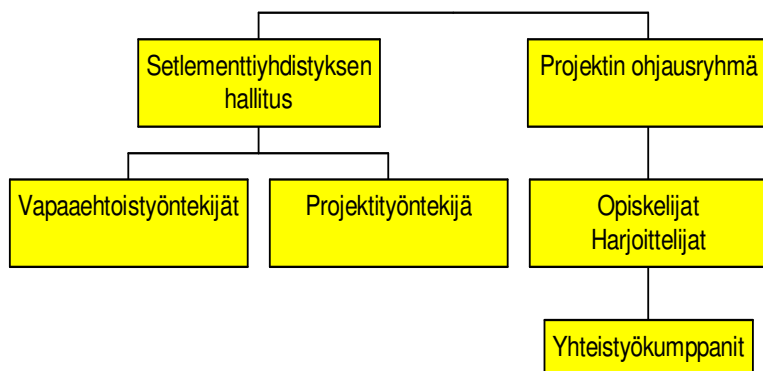 Setlementtiyhdistyksen
hallitus
Projektin ohjausryhmä
Vapaaehtoistyöntekijät
Projektityöntekijä
Opiskelijat
Harjoittelijat
Yhteistyökumppanit